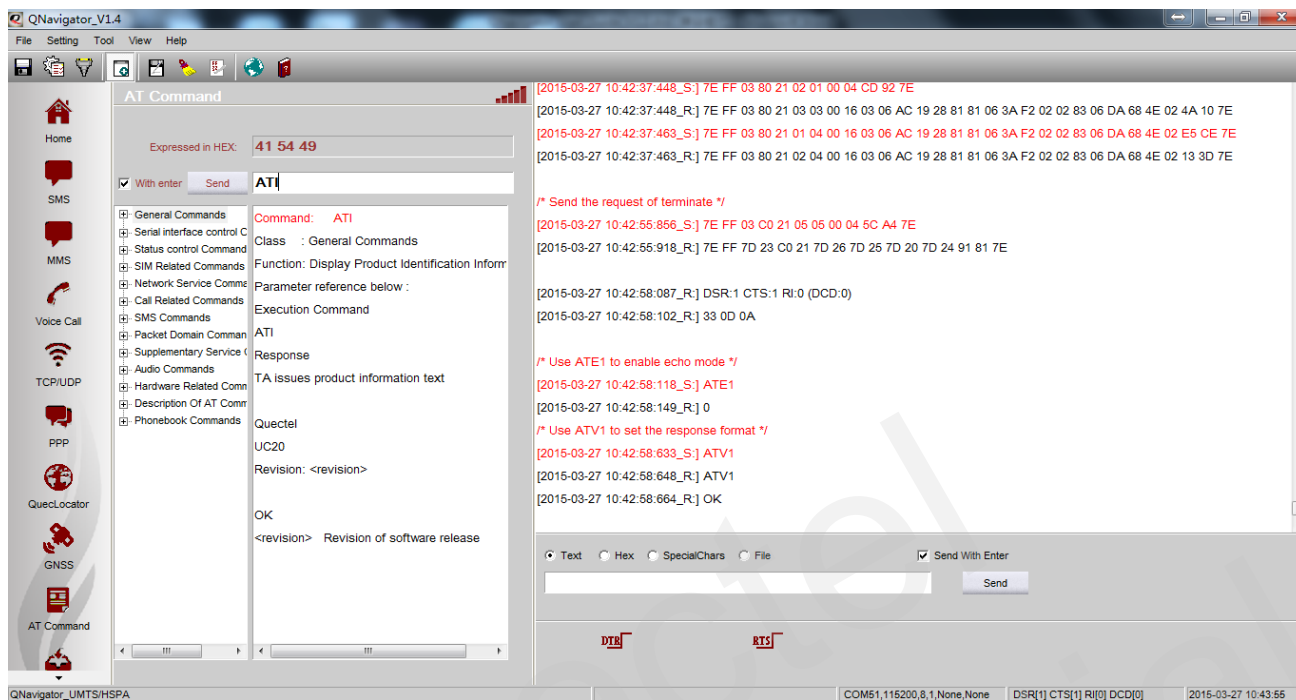 QNavigator_V1.4
File Setting Tool View Help
AT Command
Expressed in HEX: 41 54 49
With enter Send ATI
Home
SMS
MMS
Voice Call
TCP/UDP
PPP
QuecLocator
GNSS
AT Command
General Commands
Serial interface control C
Status control Command
SIM Related Commands
Network Service Comma
Call Related Commands
SMS Commands
Packet Domain Comman
Supplementary Service (
Audio Commands
Hardware Related Comm
Description Of AT Comm
Phonebook Commands
Command: ATI
Class : General Commands
Function: Display Product Identification Inform
Parameter reference below :
Execution Command
ATI
Response
TA issues product information text
Quectel
UC20
Revision: <revision>
OK
<revision> Revision of software release
[2015-03-27 10:42:37:448_S:] 7E FF 03 80 21 02 01 00 04 CD 92 7E
[2015-03-27 10:42:37:448_R:] 7E FF 03 80 21 03 03 00 16 03 06 AC 19 28 81 81 06 3A F2 02 02 83 06 DA 68 4E 02 4A 10 7E
[2015-03-27 10:42:37:463_S:] 7E FF 03 80 21 01 04 00 16 03 06 AC 19 28 81 81 06 3A F2 02 02 83 06 DA 68 4E 02 E5 CE 7E
[2015-03-27 10:42:37:463_R:] 7E FF 03 80 21 02 04 00 16 03 06 AC 19 28 81 81 06 3A F2 02 02 83 06 DA 68 4E 02 13 3D 7E
/* Send the request of terminate */
[2015-03-27 10:42:55:856_S:] 7E FF 03 C0 21 05 05 00 04 5C A4 7E
[2015-03-27 10:42:55:918_R:] 7E FF 7D 23 C0 21 7D 26 7D 25 7D 20 7D 24 91 81 7E
[2015-03-27 10:42:58:087_R:] DSR:1 CTS:1 RI:0 (DCD:0)
[2015-03-27 10:42:58:102_R:] 33 0D 0A
/* Use ATE1 to enable echo mode */
[2015-03-27 10:42:58:118_S:] ATE1
[2015-03-27 10:42:58:149_R:] 0
/* Use ATV1 to set the response format */
[2015-03-27 10:42:58:633_S:] ATV1
[2015-03-27 10:42:58:648_R:] ATV1
[2015-03-27 10:42:58:664_R:] OK
Text Hex SpecialChars File Send With Enter
Send
DTR RTS
QNavigator_UMTS/HSPA COM51,115200,8,1,None,None DSR[1] CTS[1] RI[0] DCD[0] 2015-03-27 10:43:55